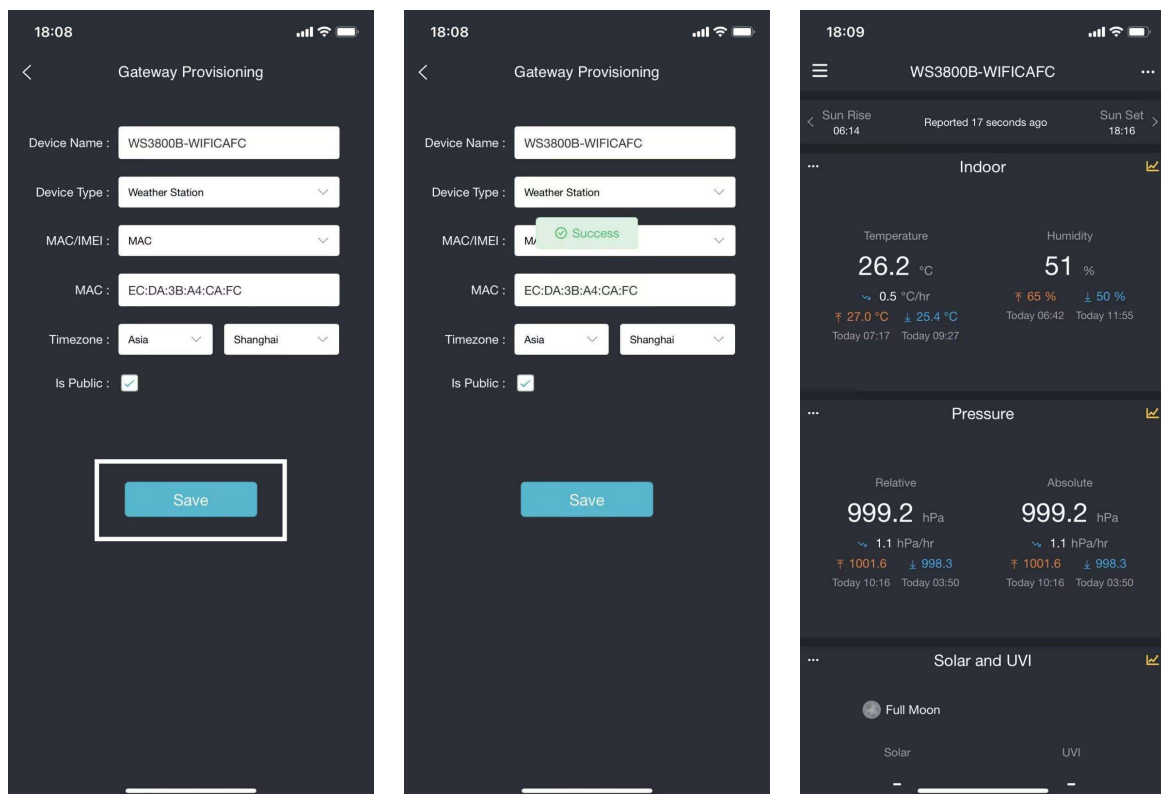 18:08
Gateway Provisioning
Device Name : WS3800B-WIFICAFC
Device Type : Weather Station
MAC/IMEI : MAC
MAC : EC:DA:3B:A4:CA:FC
Timezone : Asia Shanghai
Is Public :
Save
18:08
Gateway Provisioning
Device Name : WS3800B-WIFICAFC
Device Type : Weather Station
Success
MAC/IMEI :
MAC : EC:DA:3B:A4:CA:FC
Timezone : Asia Shanghai
Is Public :
Save
18:09
WS3800B-WIFICAFC
Sun Rise Reported 17 seconds ago Sun Set
06:14 18:16
Indoor
Temperature Humidity
26.2 °C 51 %
0.5 °C/hr 65 % 50 %
27.0 °C 25.4 °C Today 06:42 Today 11:55
Today 07:17 Today 09:27
Pressure
Relative Absolute
999.2 hPa 999.2 hPa
1.1 hPa/hr 1.1 hPa/hr
1001.6 998.3 1001.6 998.3
Today 10:16 Today 03:50 Today 10:16 Today 03:50
Solar and UVI
Full Moon
Solar UVI
- -